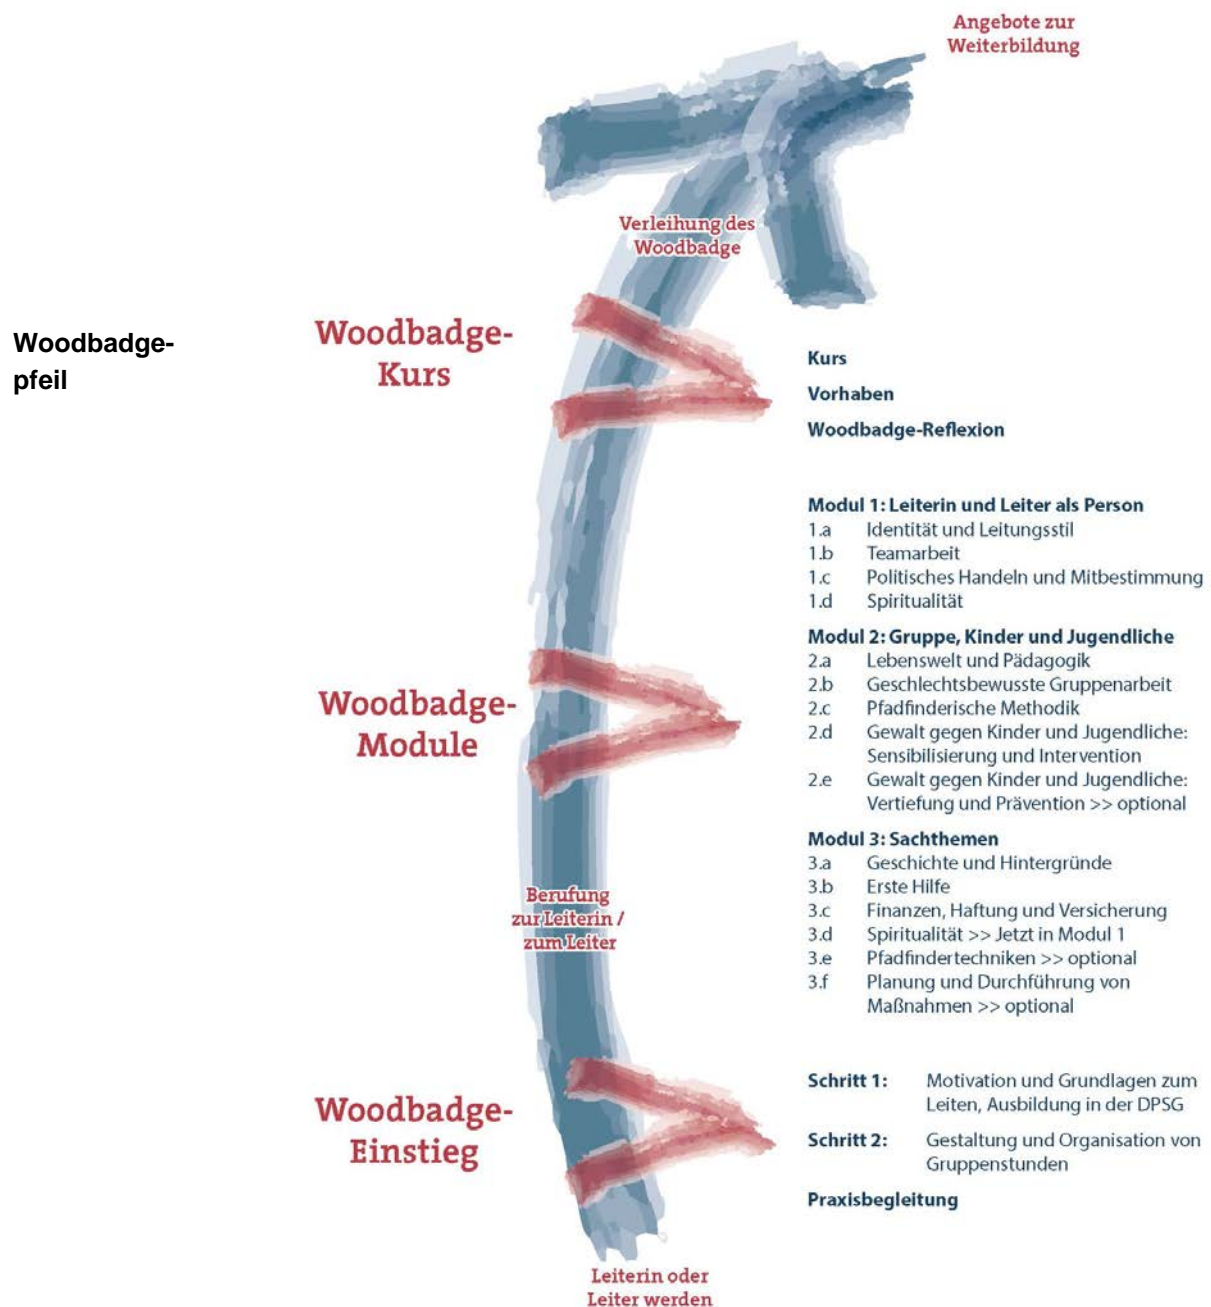 Angebote zur
Weiterbildung
Verleihung des
Woodbadge
Woodbadge-
pfeil
Woodbadge-
Kurs
Kurs
Vorhaben
Woodbadge-Reflexion
Modul 1: Leiterin und Leiter als Person
1.a Identität und Leitungsstil
1.b Teamarbeit
1.c Politisches Handeln und Mitbestimmung
1.d Spiritualität
Modul 2: Gruppe, Kinder und Jugendliche
2.a Lebenswelt und Pädagogik
2.b Geschlechtsbewusste Gruppenarbeit
2.c Pfadfinderische Methodik
2.d Gewalt gegen Kinder und Jugendliche:
Sensibilisierung und Intervention
2.e Gewalt gegen Kinder und Jugendliche:
Vertiefung und Prävention >> optional
Woodbadge-
Module
Modul 3: Sachthemen
3.a Geschichte und Hintergründe
3.b Erste Hilfe
3.c Finanzen, Haftung und Versicherung
3.d Spiritualität >> Jetzt in Modul 1
3.e Pfadfindertechniken >> optional
3.f Planung und Durchführung von
Maßnahmen >> optional
Berufung
zur Leiterin /
zum Leiter
Woodbadge-
Einstieg
Schritt 1: Motivation und Grundlagen zum
Leiten, Ausbildung in der DPSG
Schritt 2: Gestaltung und Organisation von
Gruppenstunden
Praxisbegleitung
Leiterin oder
Leiter werden